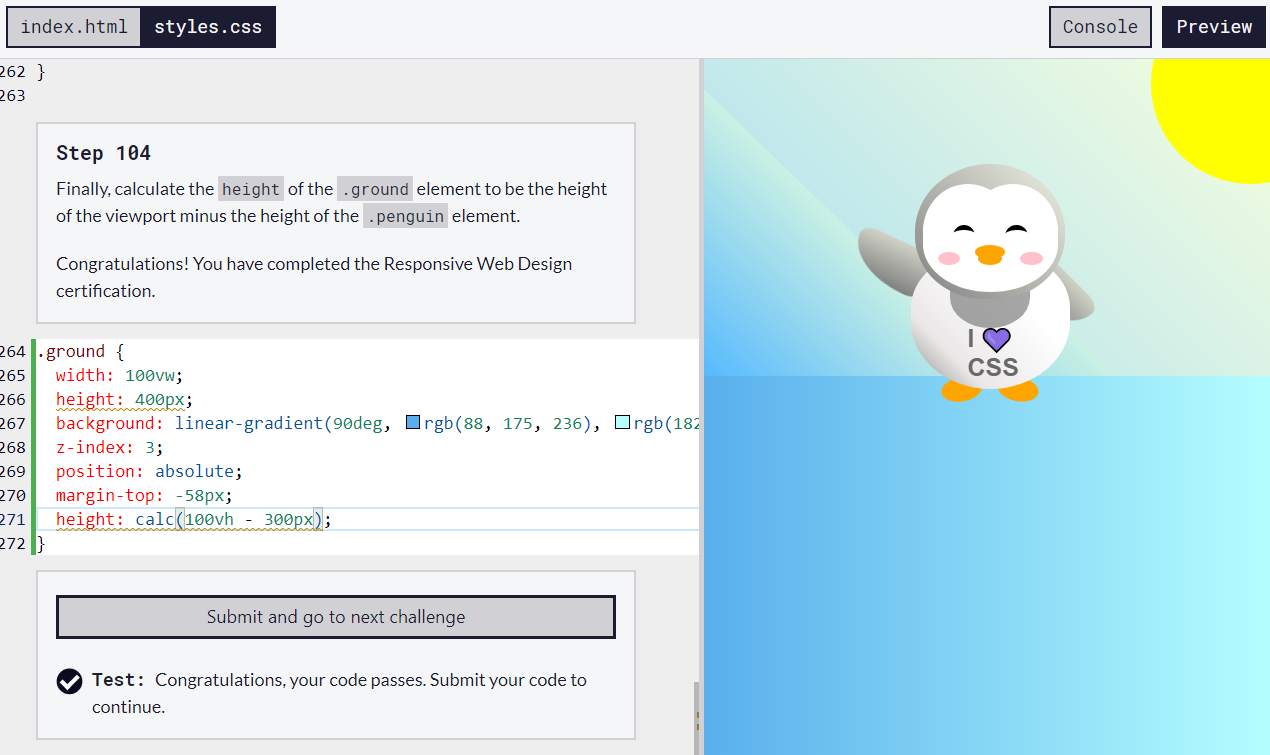 index.html styles.css Console Preview
262 }
263
Step 104
Finally, calculate the height of the .ground element to be the height
of the viewport minus the height of the .penguin element.
Congratulations! You have completed the Responsive Web Design
certification.
264 .ground {
265 width: 100vw;
266 height: 400px;
267 background: linear-gradient(90deg, rgb(88, 175, 236), rgb(182
268 z-index: 3;
269 position: absolute;
270 margin-top: -58px;
271 height: calc(100vh - 300px);
272 }
Submit and go to next challenge
Test: Congratulations, your code passes. Submit your code to
continue.
I 💜
CSS